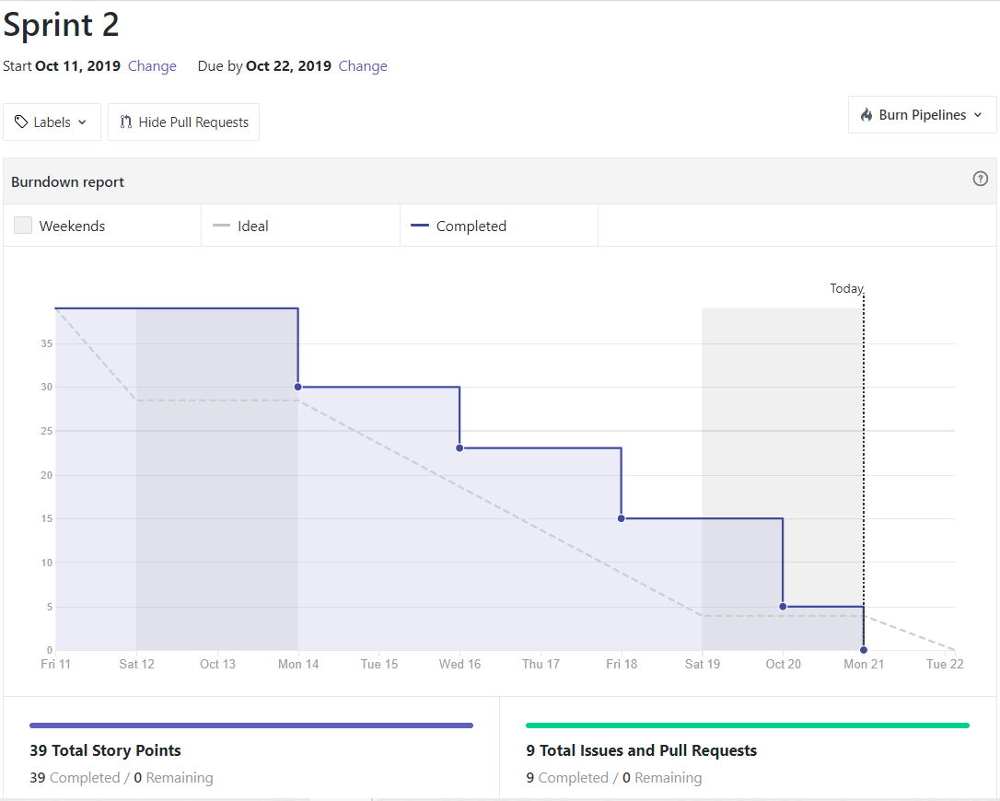 Sprint 2
Start Oct 11, 2019 Change Due by Oct 22, 2019 Change
Labels Hide Pull Requests Burn Pipelines
Burndown report
Weekends Ideal Completed
Today
35
30
25
20
15
10
5
0
Fri 11 Sat 12 Oct 13 Mon 14 Tue 15 Wed 16 Thu 17 Fri 18 Sat 19 Oct 20 Mon 21 Tue 22
39 Total Story Points
39 Completed / 0 Remaining
9 Total Issues and Pull Requests
9 Completed / 0 Remaining